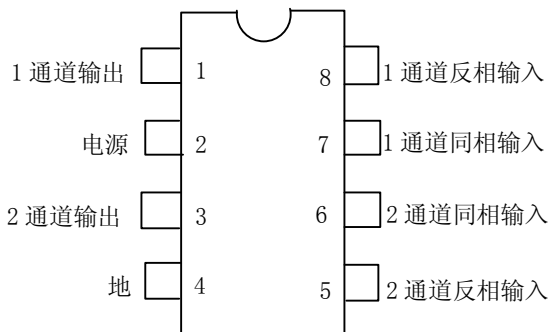 1 通道输出 1 8 1 通道反相输入
电源 2 7 1 通道同相输入
2 通道输出 3 6 2 通道同相输入
地 4 5 2 通道反相输入